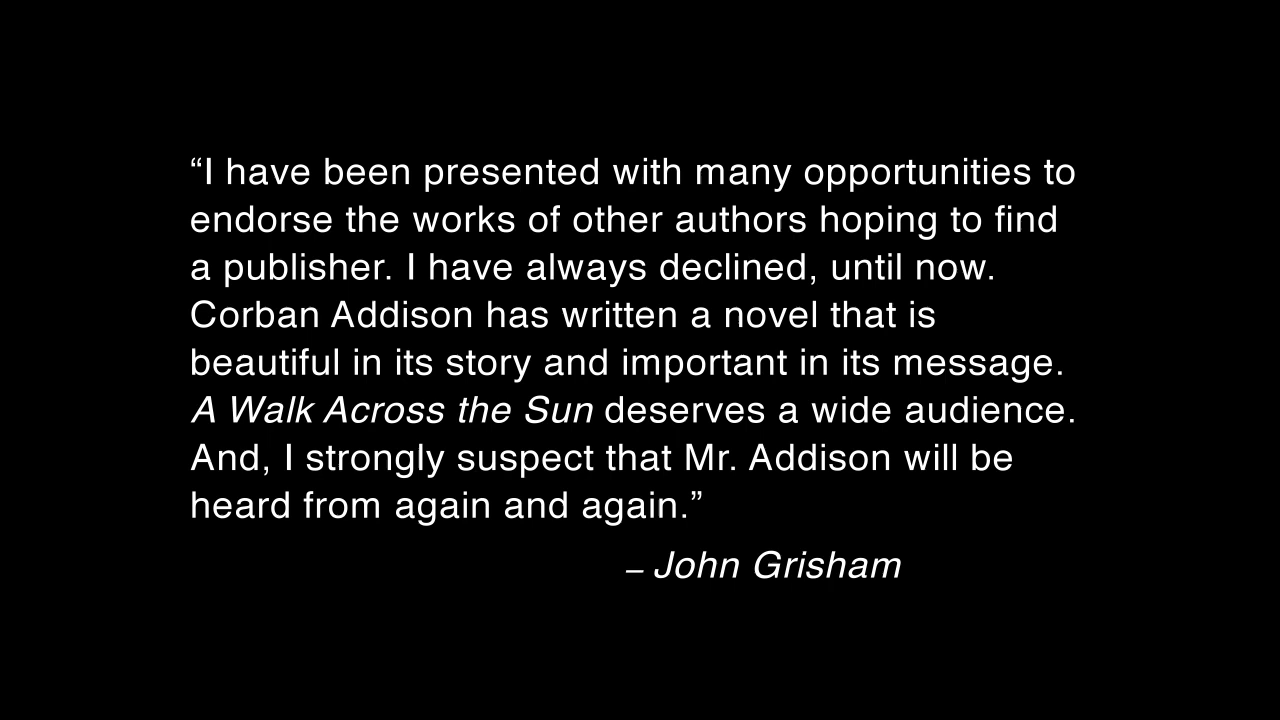 “I have been presented with many opportunities to
endorse the works of other authors hoping to find
a publisher. I have always declined, until now.
Corban Addison has written a novel that is
beautiful in its story and important in its message.
A Walk Across the Sun deserves a wide audience.
And, I strongly suspect that Mr. Addison will be
heard from again and again.”
– John Grisham